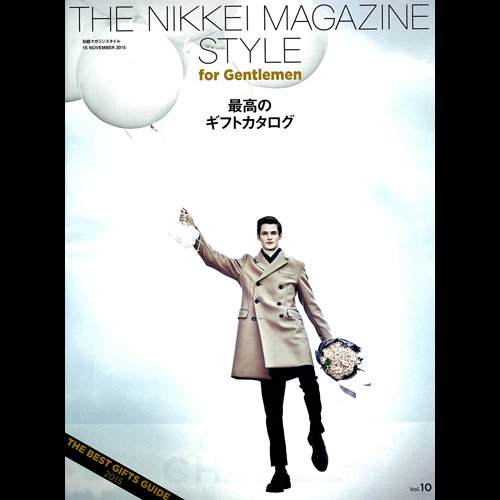 THE NIKKEI MAGAZINE
日経マガジンスタイル
15 NOVEMBER 2015
STYLE
for Gentlemen
最高の
ギフトカタログ
THE BEST GIFTS GUIDE
2015
Vol.10